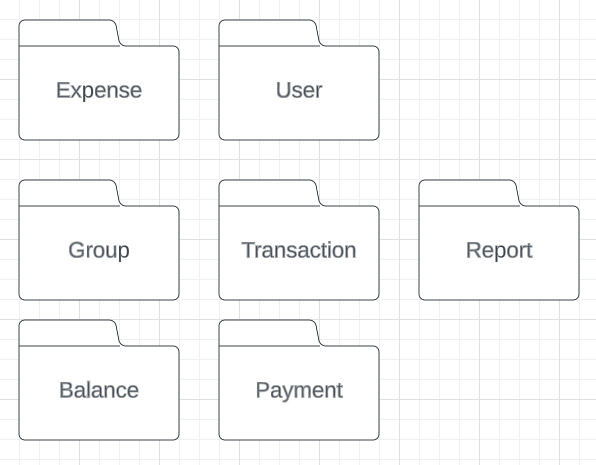 Expense
User
Group
Transaction
Report
Balance
Payment